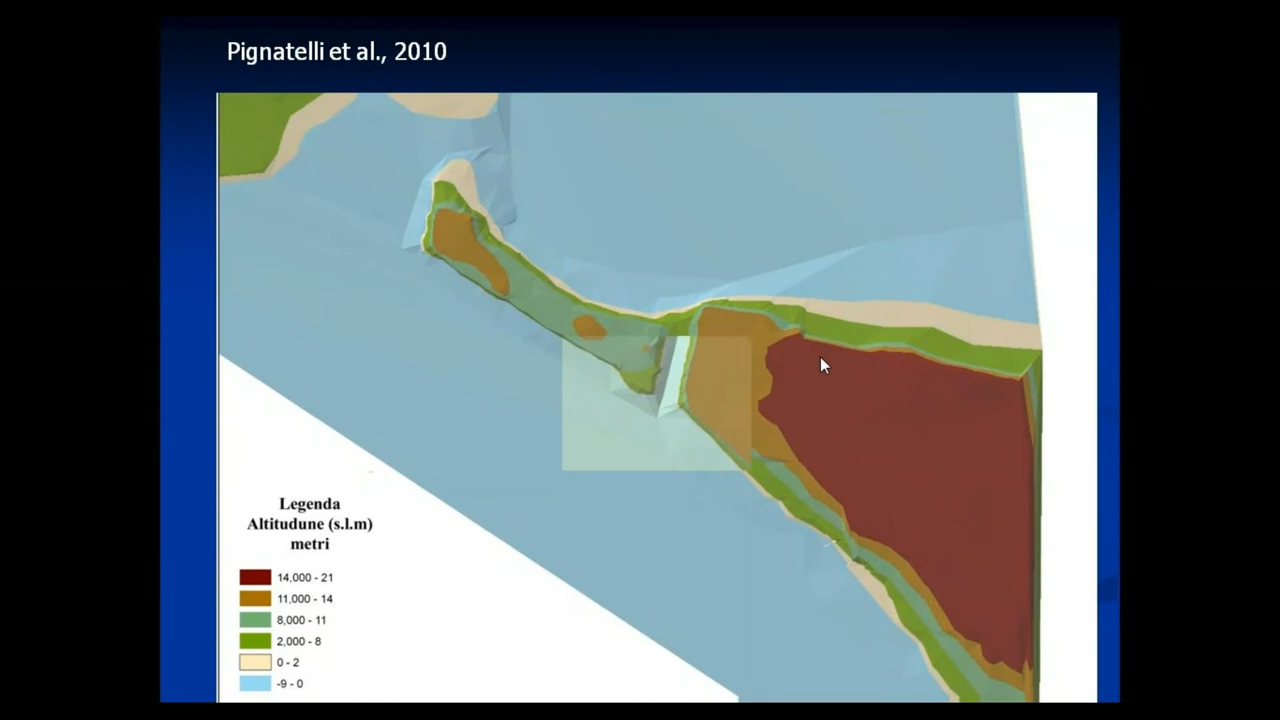 Pignatelli et al., 2010
Legenda
Altitudune (s.l.m)
metri
14,000 - 21
11,000 - 14
8,000 - 11
2,000 - 8
0 - 2
-9 - 0